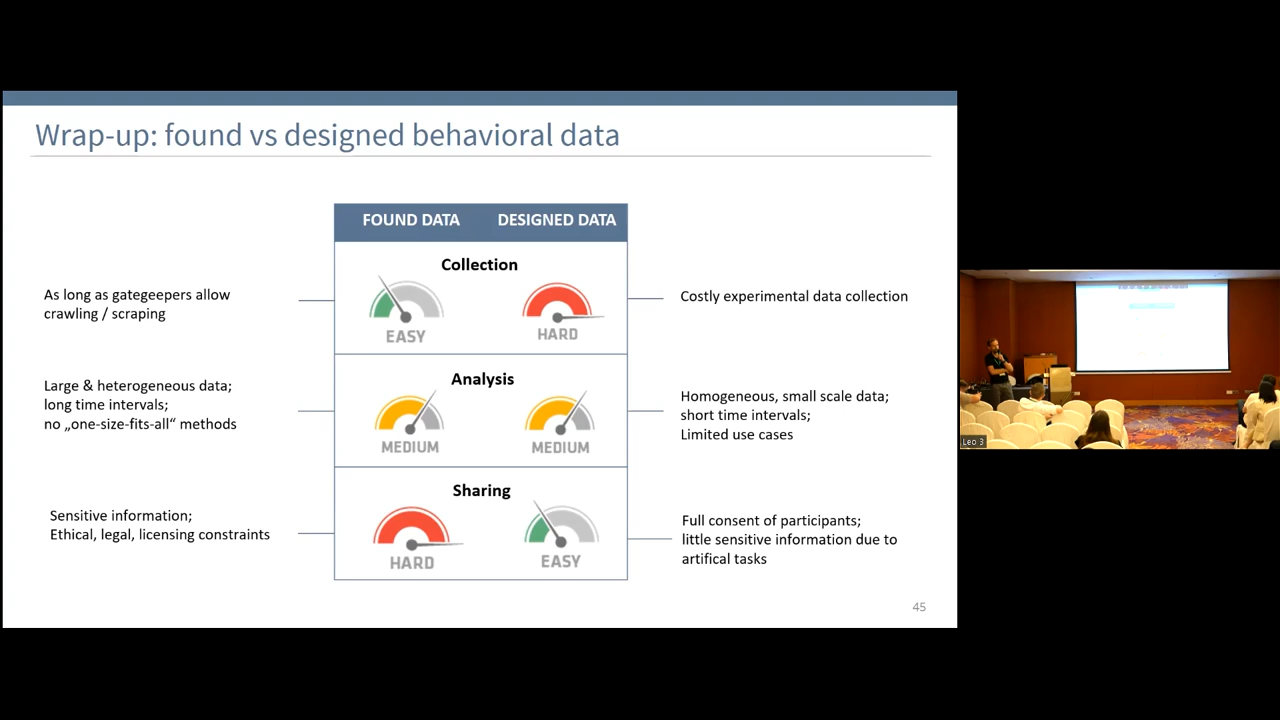 Wrap-up: found vs designed behavioral data
FOUND DATA DESIGNED DATA
Collection
As long as gategeepers allow
crawling / scraping
EASY
HARD
Costly experimental data collection
Analysis
Large & heterogeneous data;
long time intervals;
no „one-size-fits-all“ methods
MEDIUM
MEDIUM
Homogeneous, small scale data;
short time intervals;
Limited use cases
Sharing
Sensitive information;
Ethical, legal, licensing constraints
HARD
EASY
Full consent of participants;
little sensitive information due to
artifical tasks
45
Leo 3